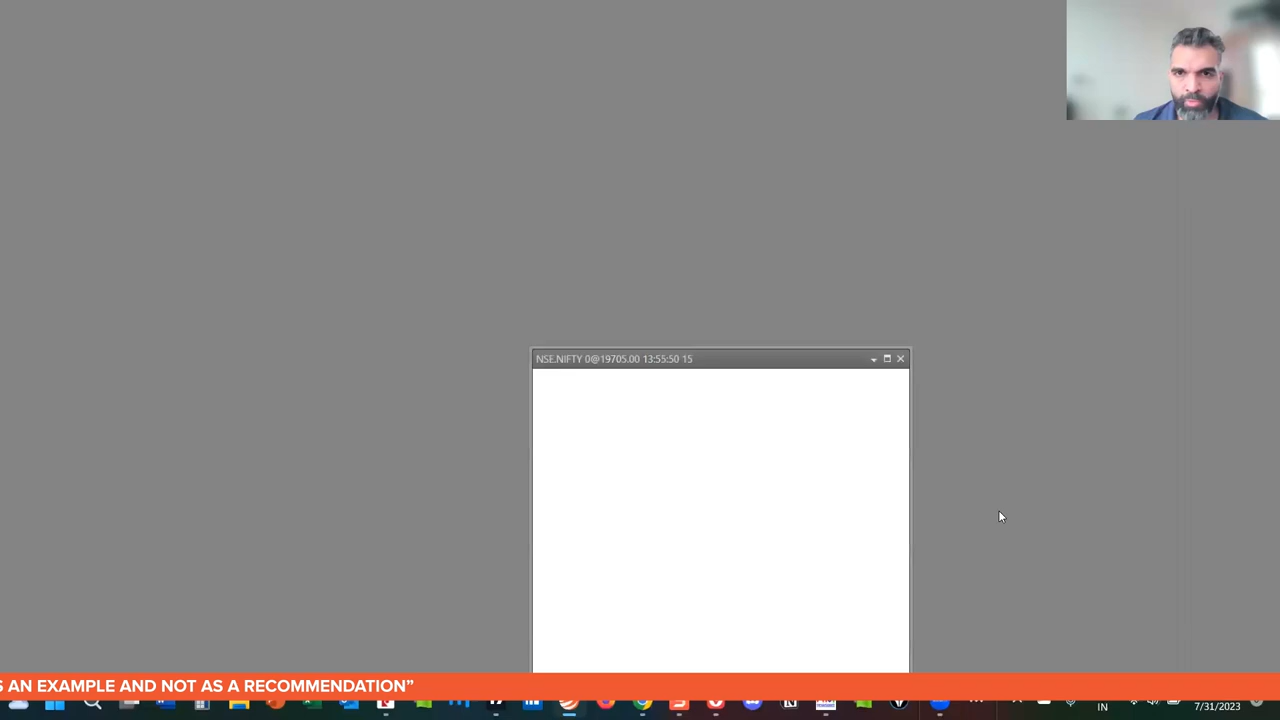 NSE.NIFTY 0@19705.00 13:55:50 15
S AN EXAMPLE AND NOT AS A RECOMMENDATION”
IN
7/31/2023